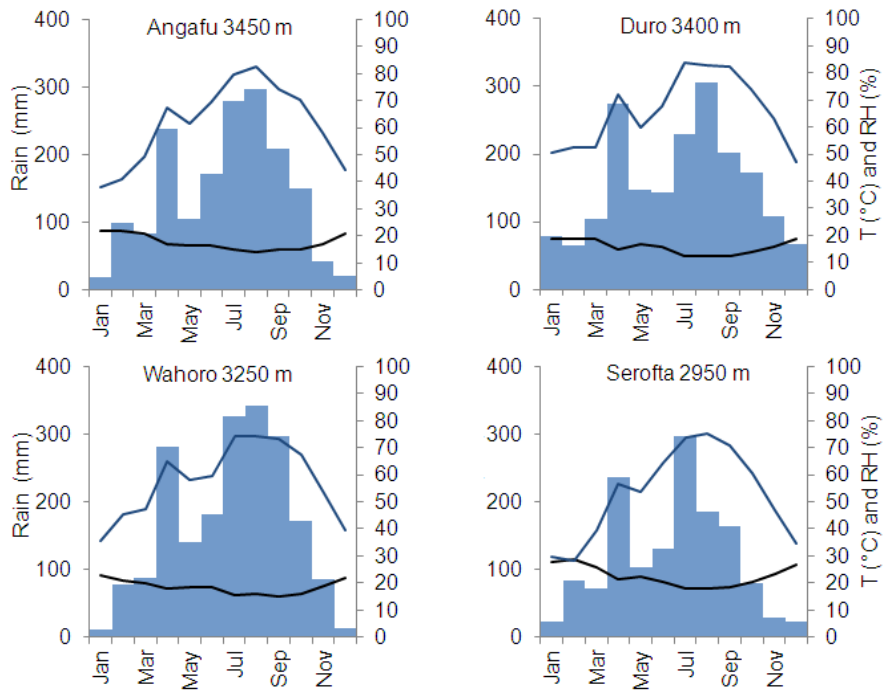 Angafu 3450 m
400
300
200
100
0
Rain (mm)
100
90
80
70
60
50
40
30
20
10
0
Jan
Mar
May
Jul
Sep
Nov
Duro 3400 m
400
300
200
100
0
100
90
80
70
60
50
40
30
20
10
0
T (°C) and RH (%)
Jan
Mar
May
Jul
Sep
Nov
Wahoro 3250 m
400
300
200
100
0
Rain (mm)
100
90
80
70
60
50
40
30
20
10
0
Jan
Mar
May
Jul
Sep
Nov
Serofta 2950 m
400
300
200
100
0
100
90
80
70
60
50
40
30
20
10
0
T (°C) and RH (%)
Jan
Mar
May
Jul
Sep
Nov